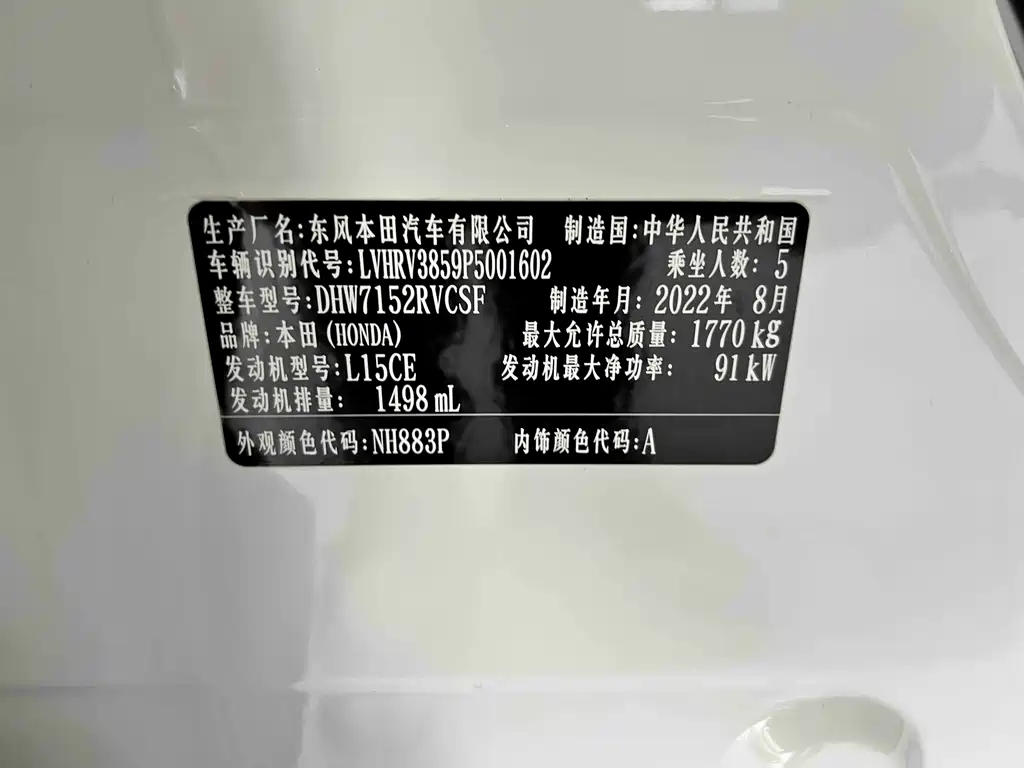 生产厂名:东风本田汽车有限公司 制造国:中华人民共和国
车辆识别代号:LVHRV3859P5001602 乘坐人数: 5
整车型号:DHW7152RVCSF 制造年月: 2022年 8月
品牌:本田(HONDA) 最大允许总质量: 1770 kg
发动机型号:L15CE 发动机最大净功率: 91 kW
发动机排量: 1498 mL
外观颜色代码:NH883P 内饰颜色代码:A